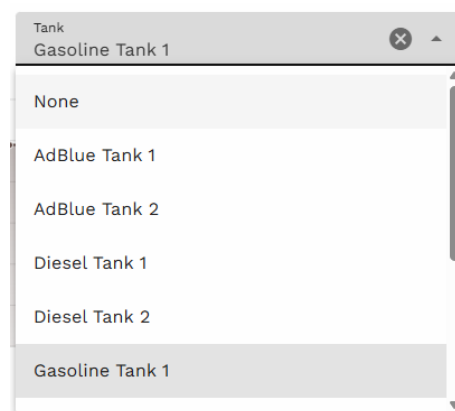 Tank
Gasoline Tank 1
None
AdBlue Tank 1
AdBlue Tank 2
Diesel Tank 1
Diesel Tank 2
Gasoline Tank 1